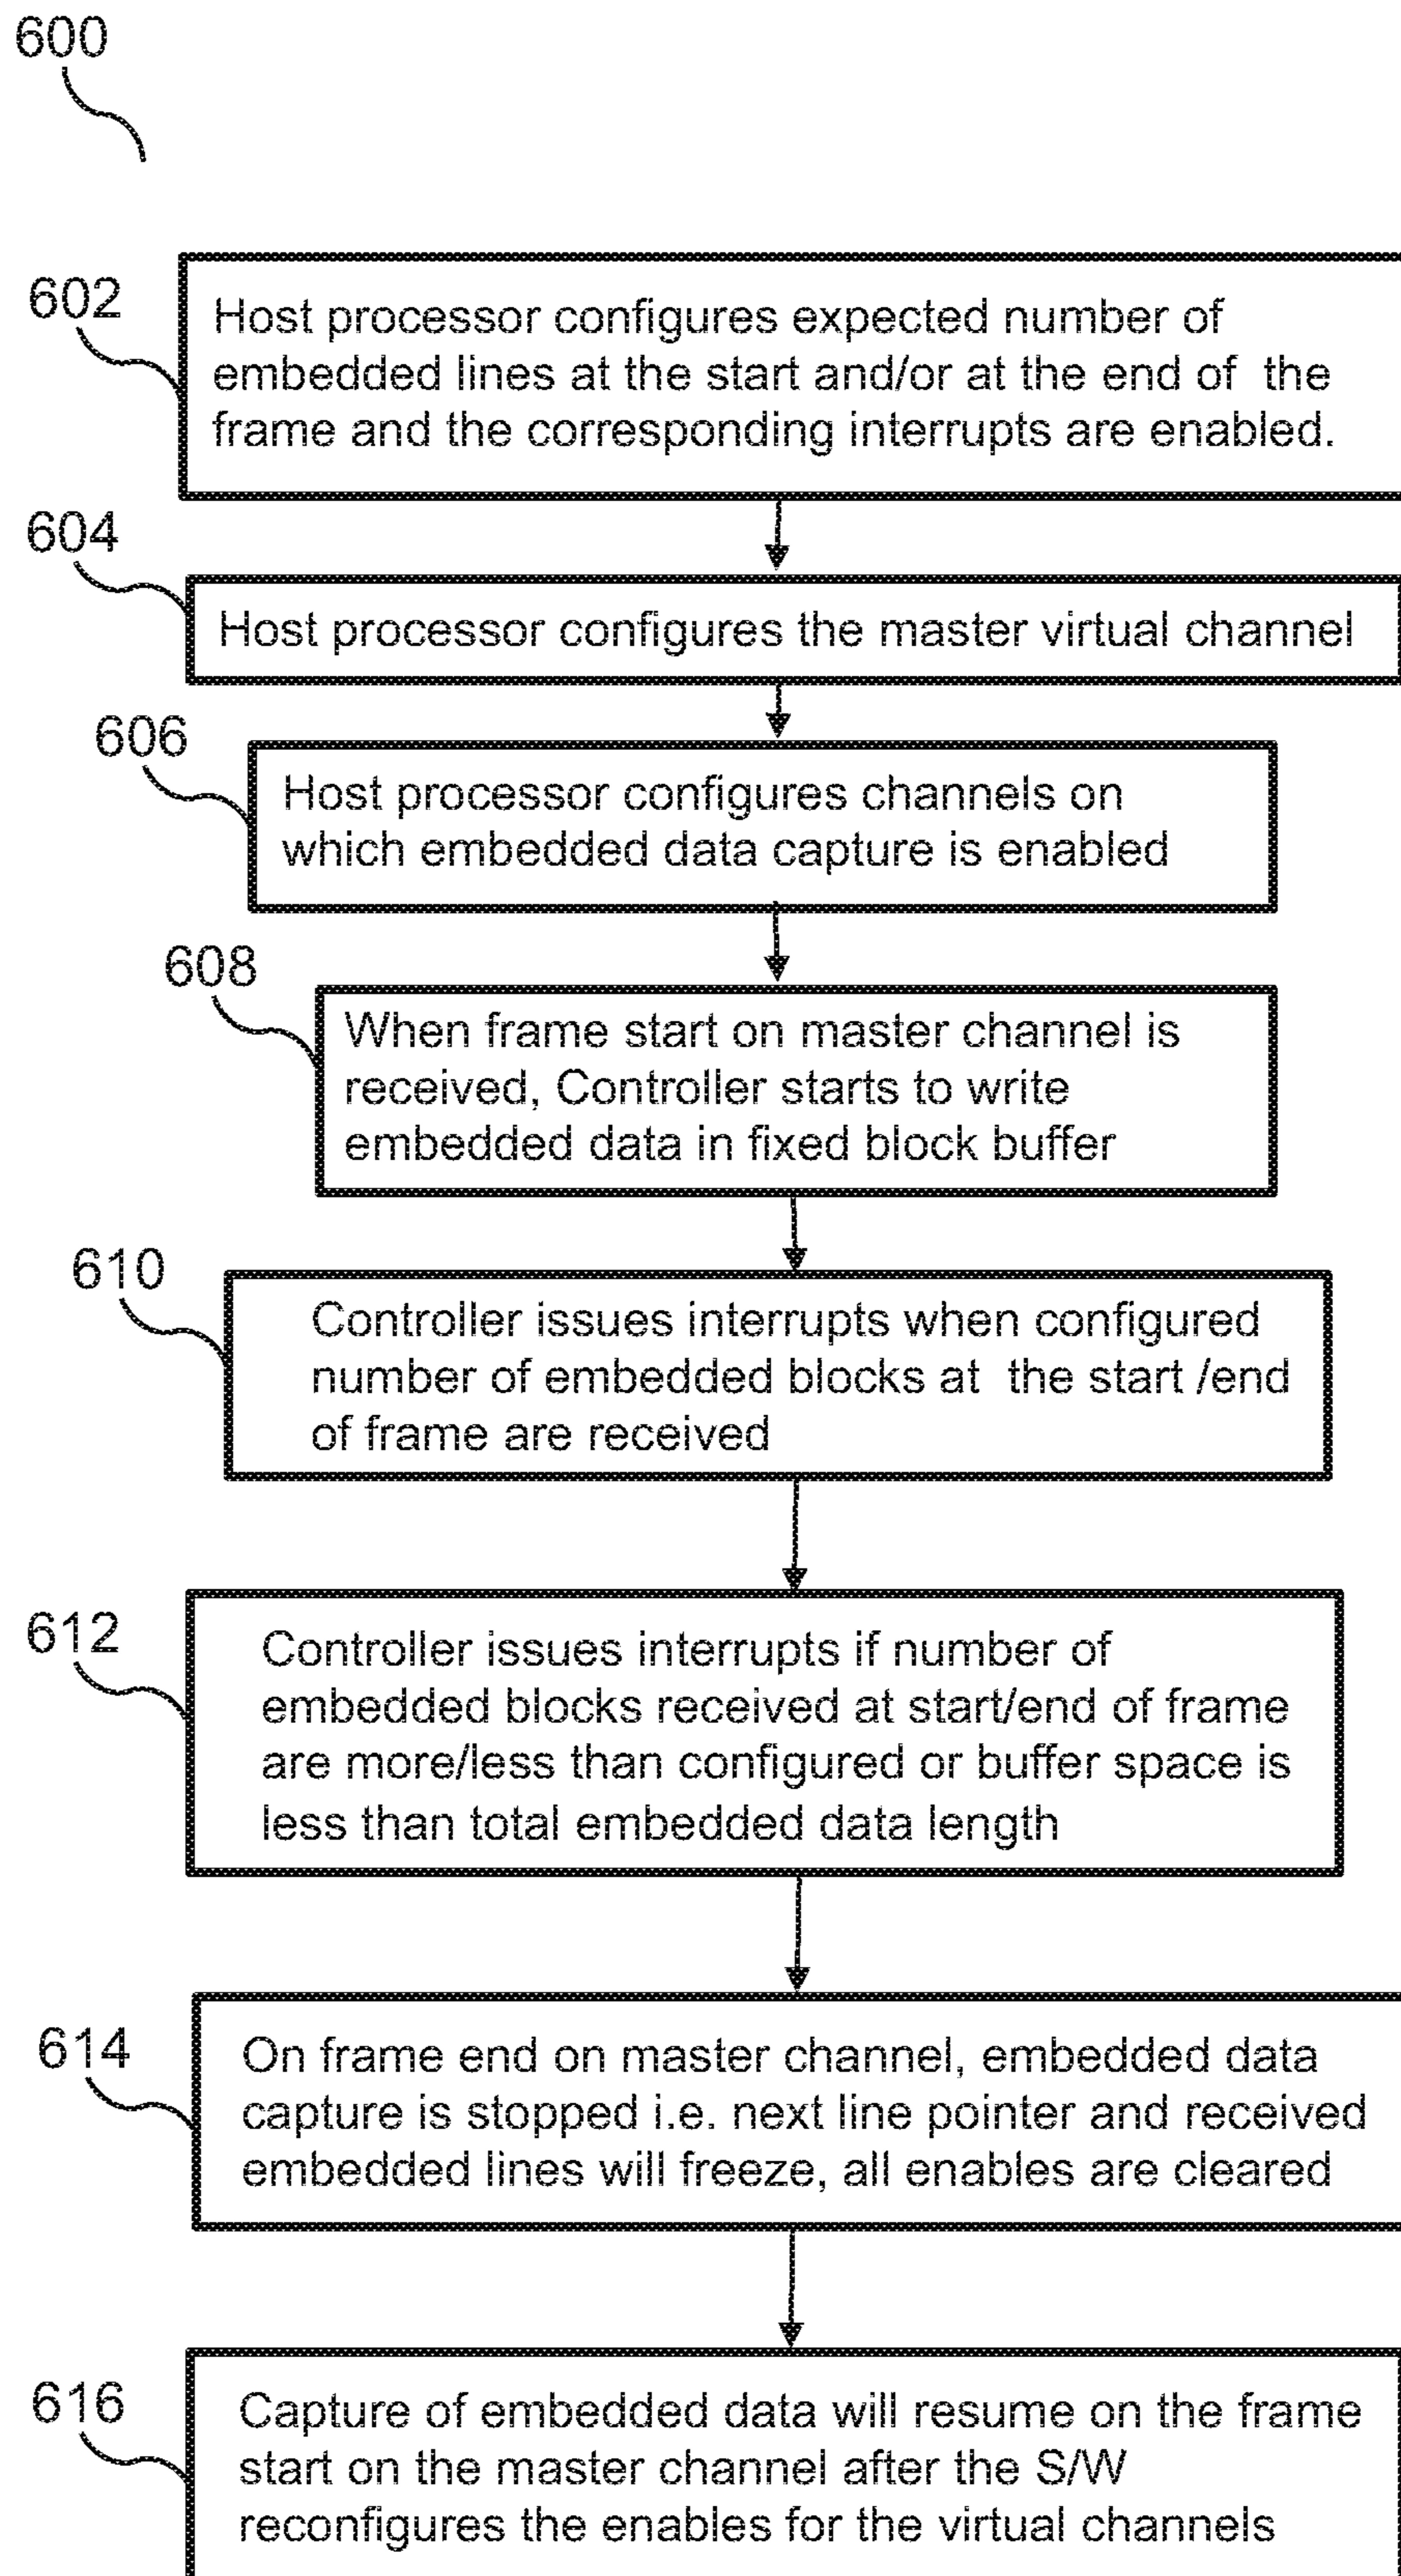 600
602
Host processor configures expected number of
embedded lines at the start and/or at the end of the
frame and the corresponding interrupts are enabled.
604
Host processor configures the master virtual channel
606
Host processor configures channels on
which embedded data capture is enabled
608
When frame start on master channel is
received, Controller starts to write
embedded data in fixed block buffer
610
Controller issues interrupts when configured
number of embedded blocks at the start /end
of frame are received
612
Controller issues interrupts if number of
embedded blocks received at start/end of frame
are more/less than configured or buffer space is
less than total embedded data length
614
On frame end on master channel, embedded data
capture is stopped i.e. next line pointer and received
embedded lines will freeze, all enables are cleared
616
Capture of embedded data will resume on the frame
start on the master channel after the S/W
reconfigures the enables for the virtual channels